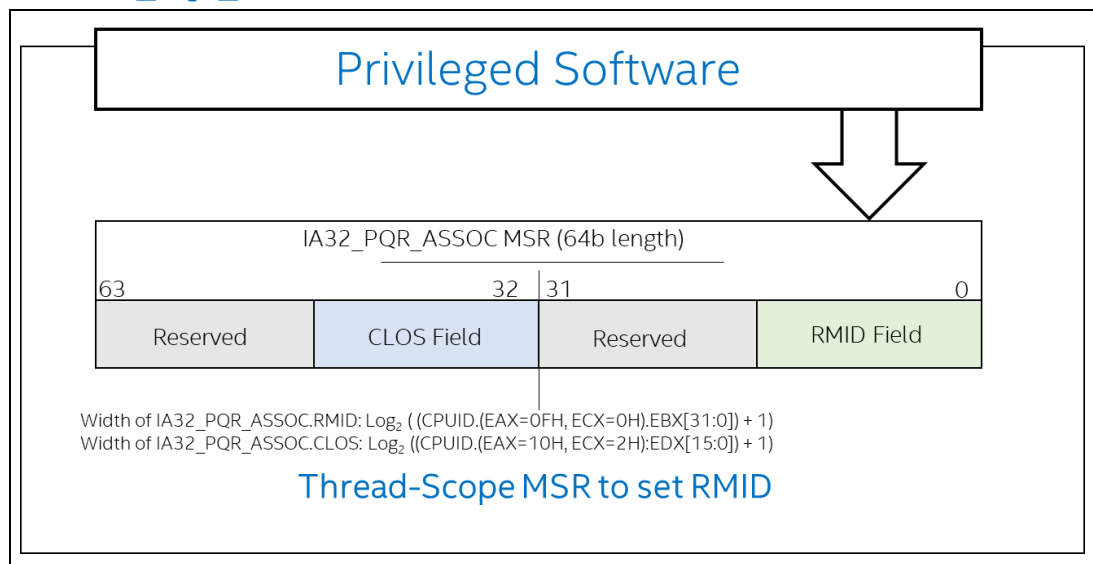 Privileged Software
IA32_PQR_ASSOC MSR (64b length)
63 32 31 0
Reserved CLOS Field Reserved RMID Field
Width of IA32_PQR_ASSOC.RMID: Log₂ ( (CPUID.(EAX=0FH, ECX=0H).EBX[31:0]) + 1)
Width of IA32_PQR_ASSOC.CLOS: Log₂ ((CPUID.(EAX=10H, ECX=2H):EDX[15:0]) + 1)
Thread-Scope MSR to set RMID